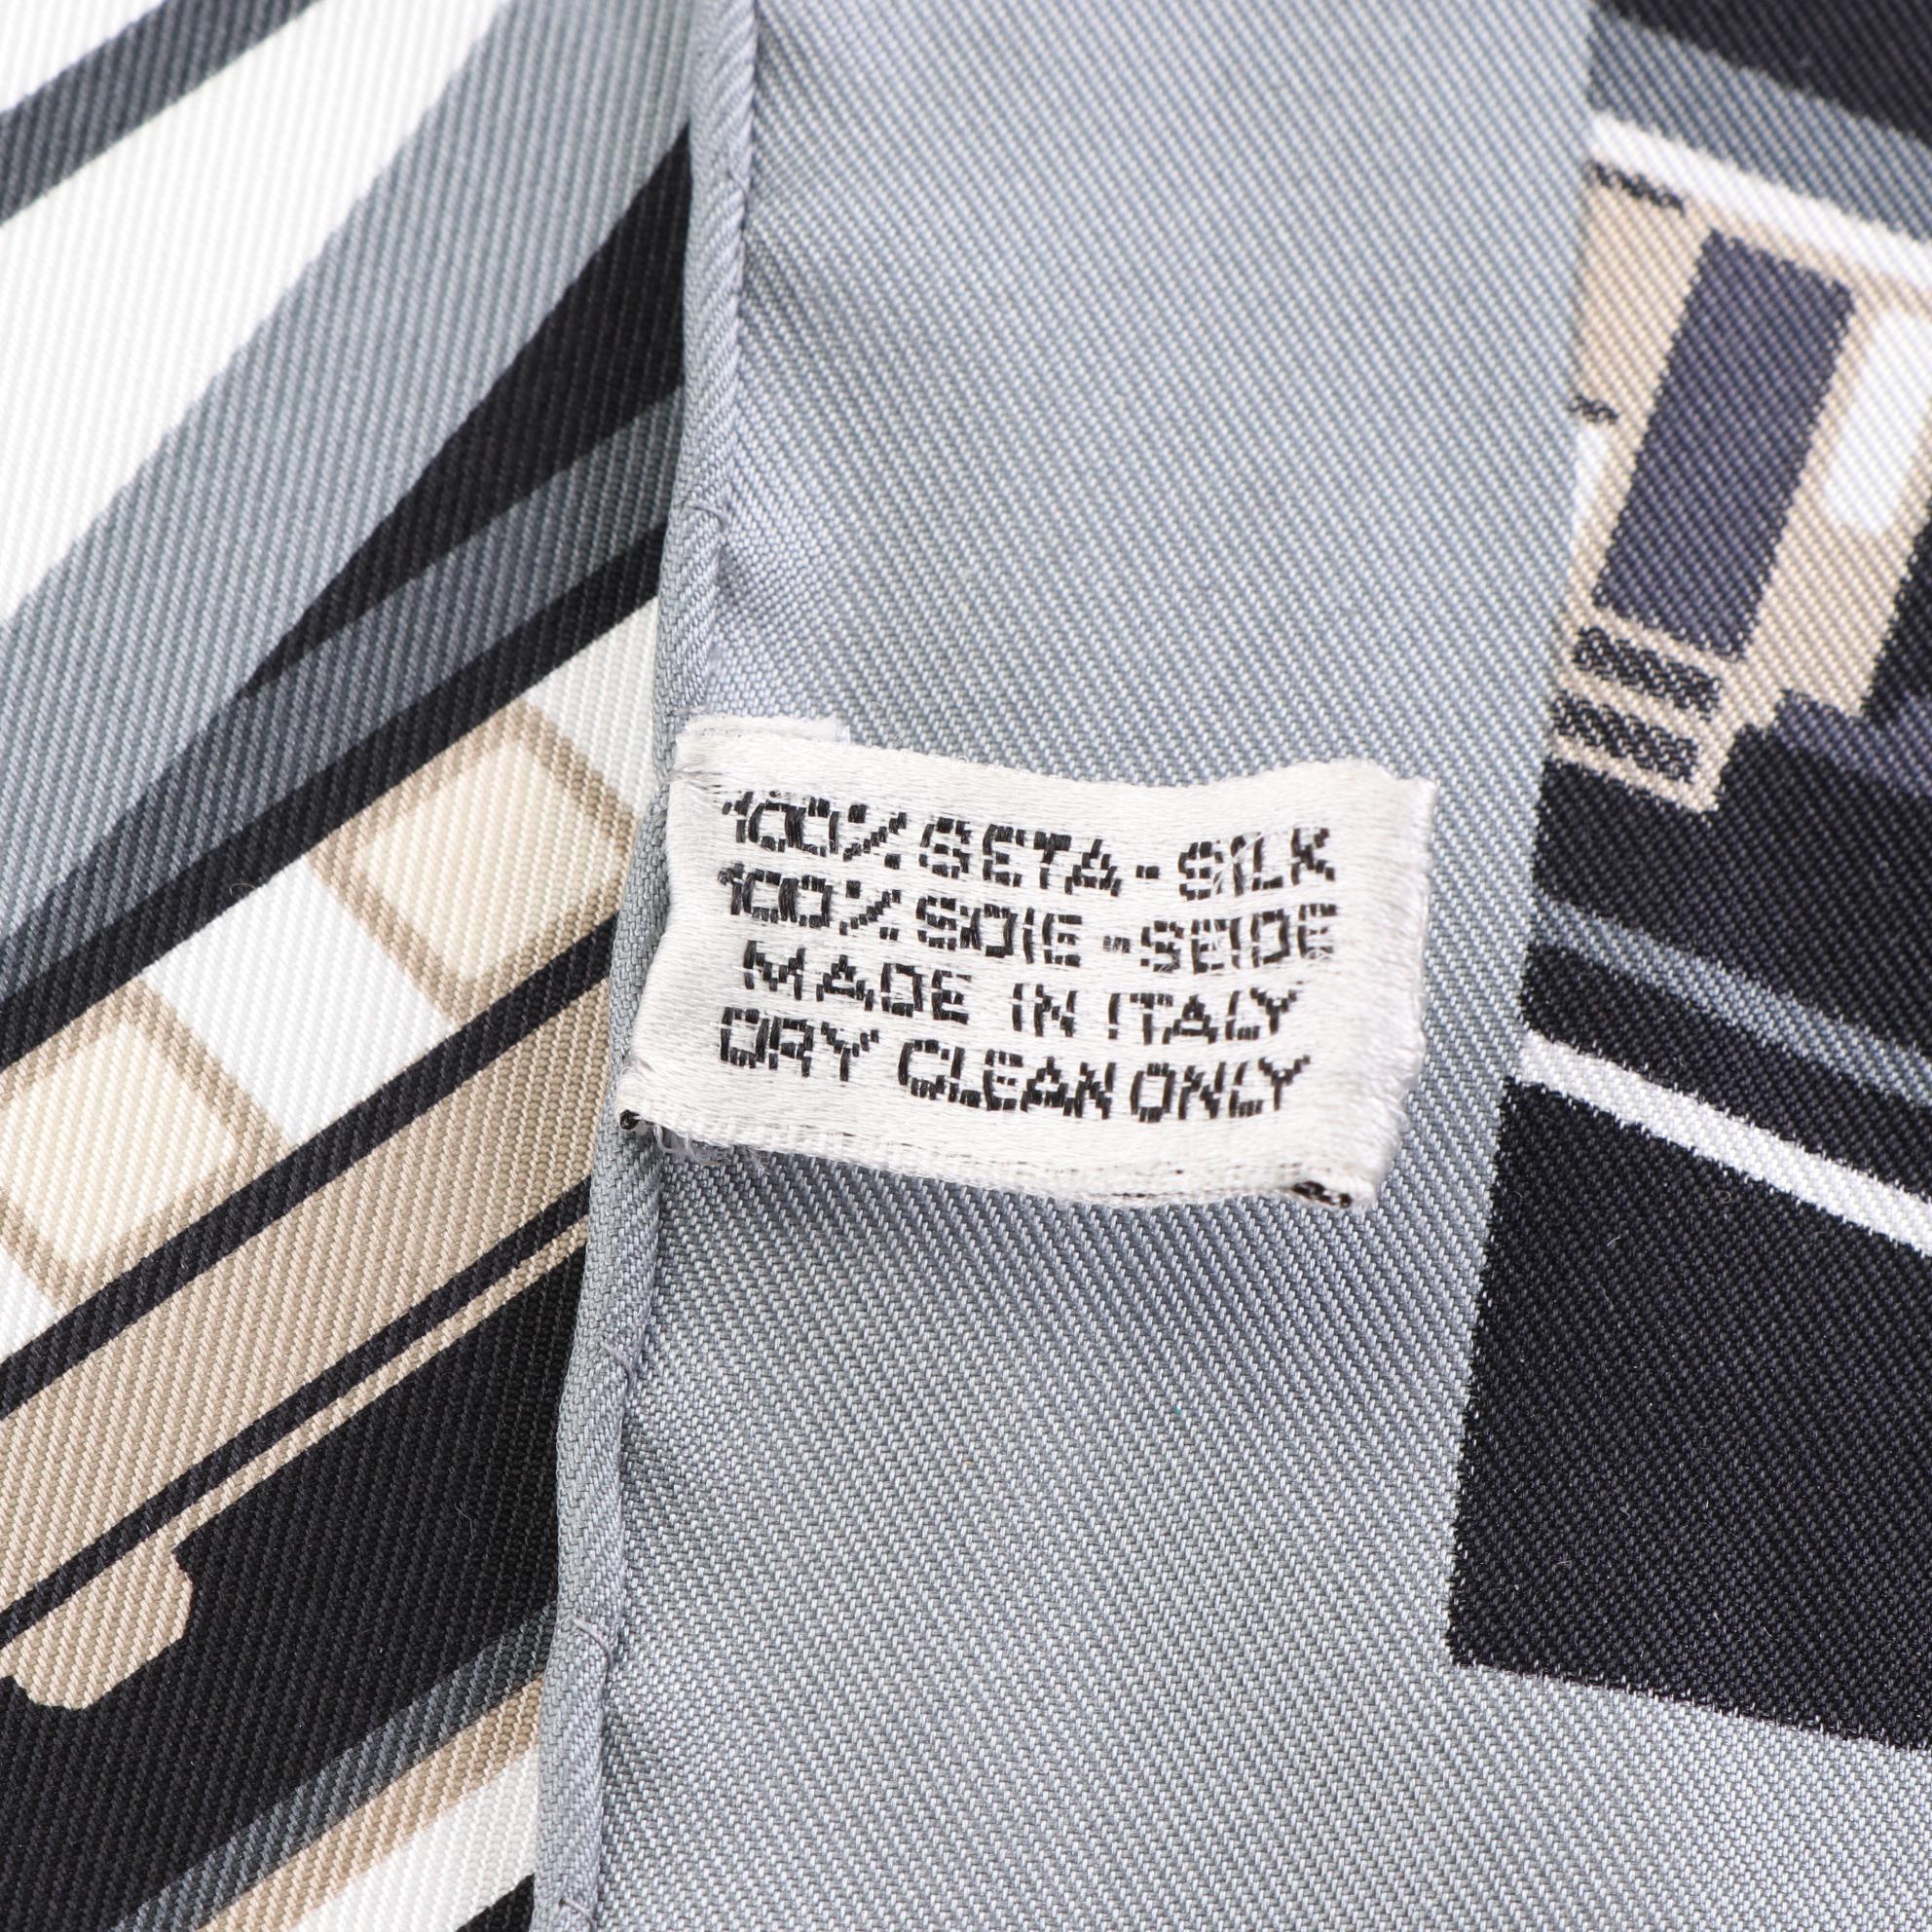 100% SETA - SILK
100% SOIE - SEIDE
MADE IN ITALY
DRY CLEAN ONLY